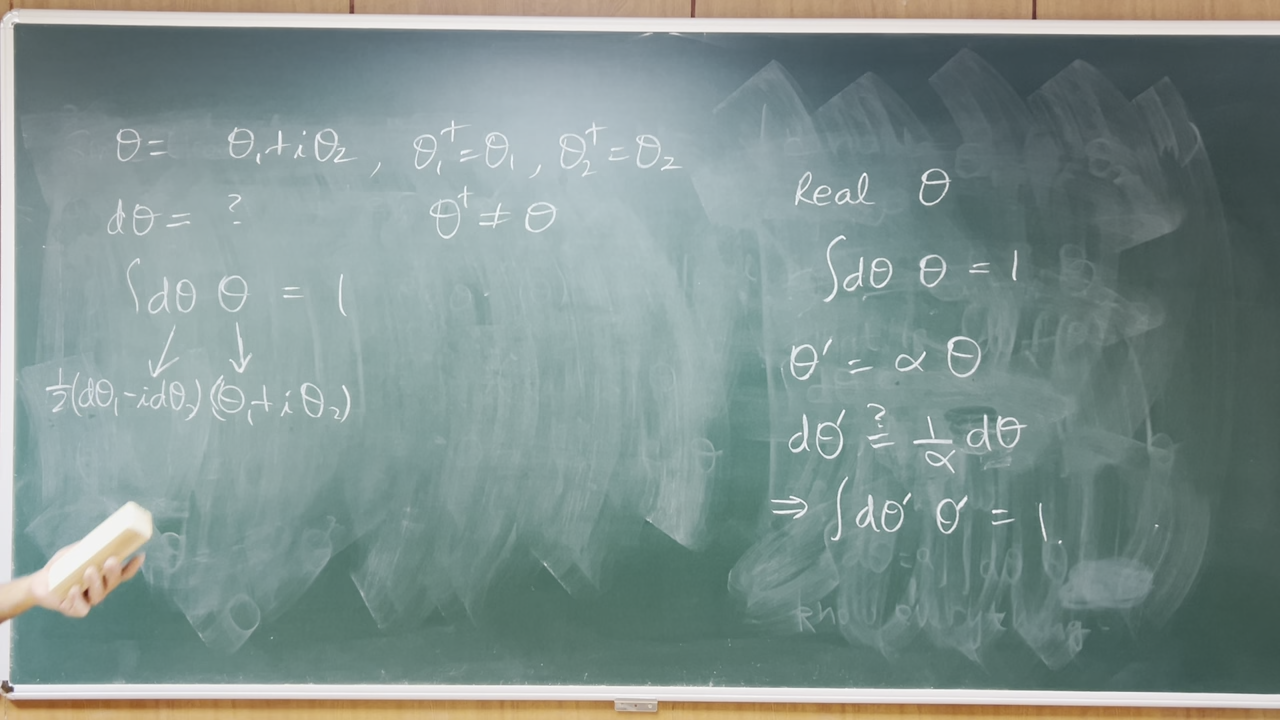 θ = θ₁ + iθ₂ , θ₁† = θ₁ , θ₂† = θ₂
dθ = ? θ† ≠ θ
∫dθ θ = 1
↙ ↓
½(dθ₁ - idθ₂)(θ₁ + iθ₂)
Real θ
∫dθ θ = 1
θ′ = α θ
dθ′ ≟ 1/α dθ
⇒ ∫dθ′ θ′ = 1.